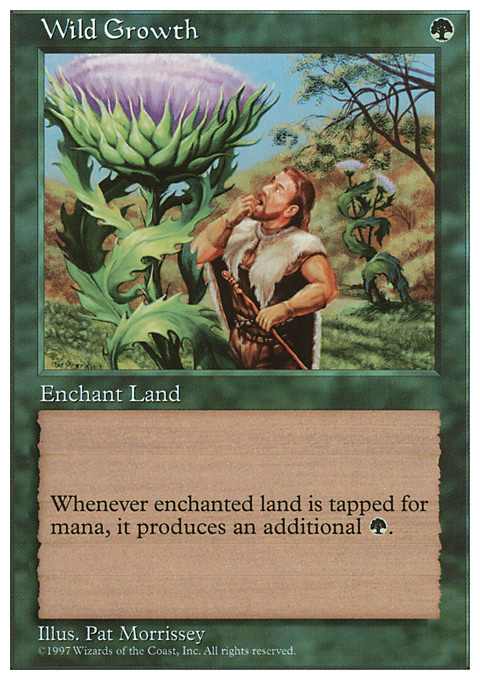 Wild Growth
Enchant Land
Whenever enchanted land is tapped for
mana, it produces an additional .
Illus. Pat Morrissey
©1997 Wizards of the Coast, Inc. All rights reserved.